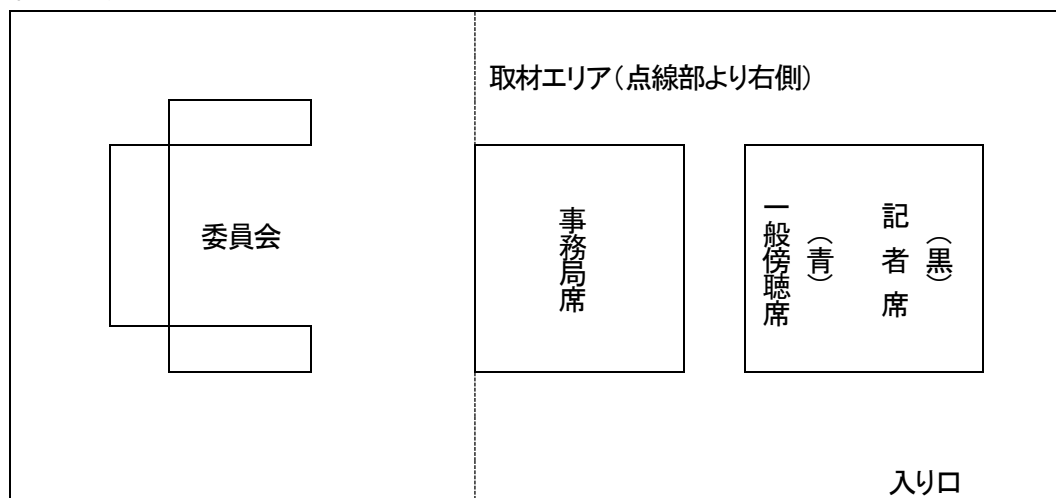 取材エリア（点線部より右側）
委員会
事務局席
一般傍聴席
（青）
記者席
（黒）
入り口